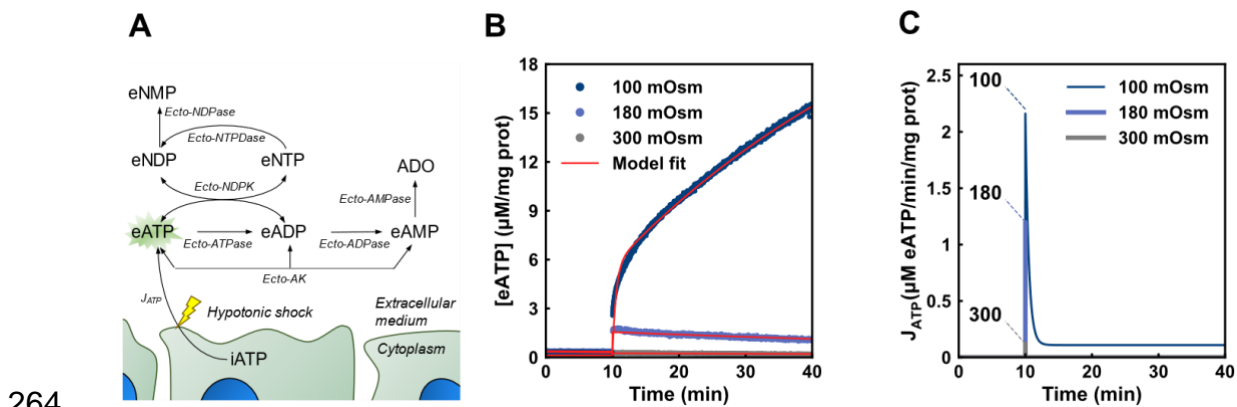 A
eNMP
Ecto-NDPase
Ecto-NTPDase
eNDP
eNTP
ADO
Ecto-NDPK
Ecto-AMPase
eATP
eADP
eAMP
Ecto-ATPase
Ecto-ADPase
Ecto-AK
JATP
Hypotonic shock
Extracellular
medium
Cytoplasm
iATP
B
[eATP] (µM/mg prot)
18
15
12
9
6
3
0
100 mOsm
180 mOsm
300 mOsm
Model fit
0 10 20 30 40
Time (min)
C
JATP(µM eATP/min/mg prot)
2.5
2
1.5
1
0.5
0
100
180
300
100 mOsm
180 mOsm
300 mOsm
0 10 20 30 40
Time (min)
264